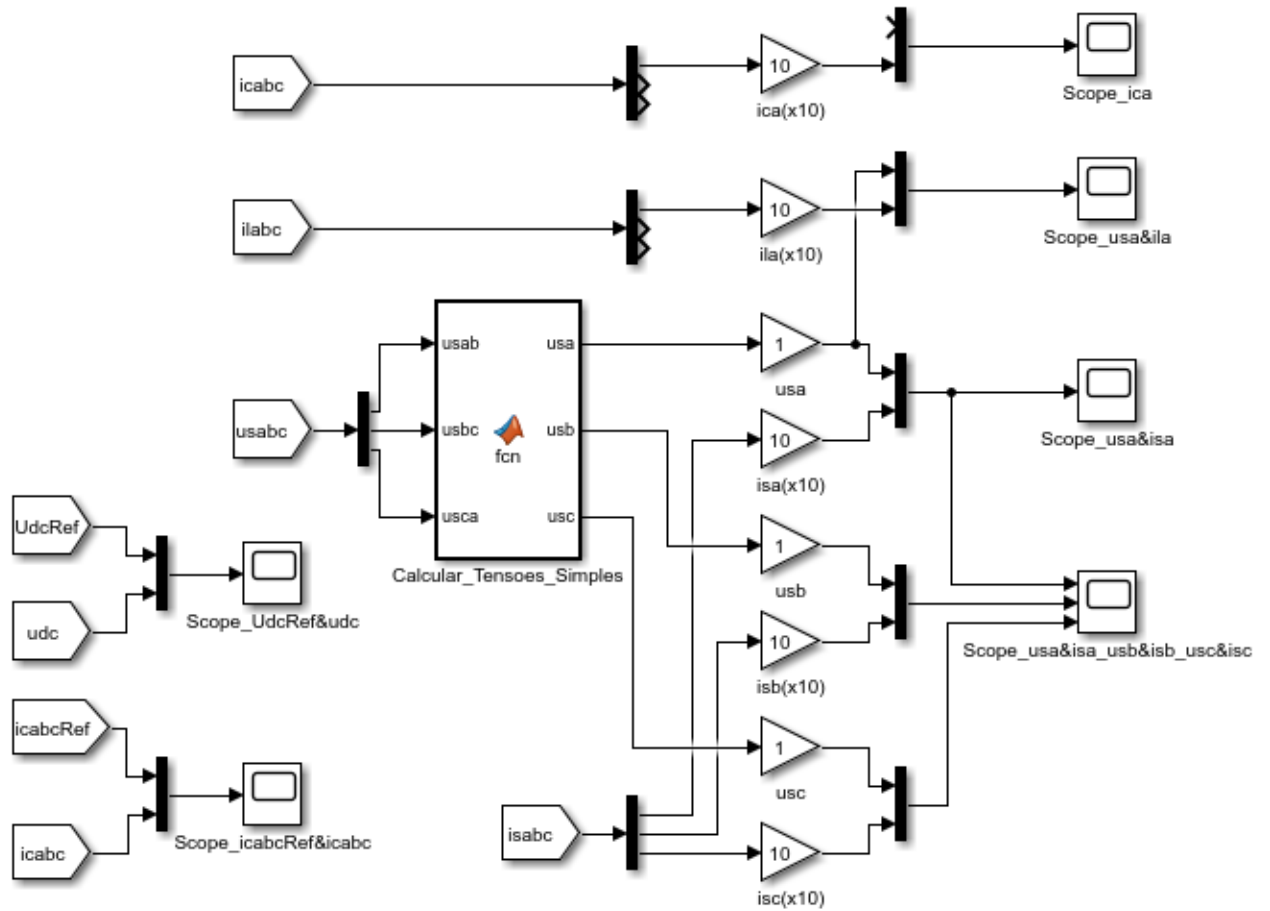 icabc
10
ica(x10)
Scope_ica
ilabc
10
ila(x10)
Scope_usa&ila
usabc
usab
usbc
usca
fcn
usa
usb
usc
Calcular_Tensoes_Simples
1
usa
10
isa(x10)
Scope_usa&isa
1
usb
10
isb(x10)
Scope_usa&isa_usb&isb_usc&isc
1
usc
10
isc(x10)
isabc
UdcRef
udc
Scope_UdcRef&udc
icabcRef
icabc
Scope_icabcRef&icabc